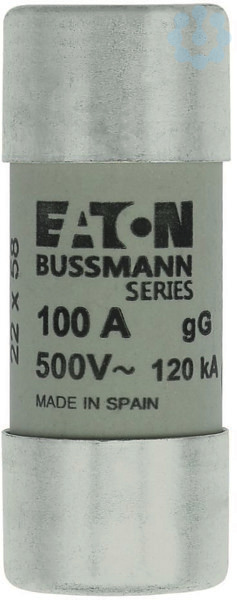 EATON
BUSSMANN
SERIES
22 x 58
100 A gG
500V~ 120 kA
MADE IN SPAIN